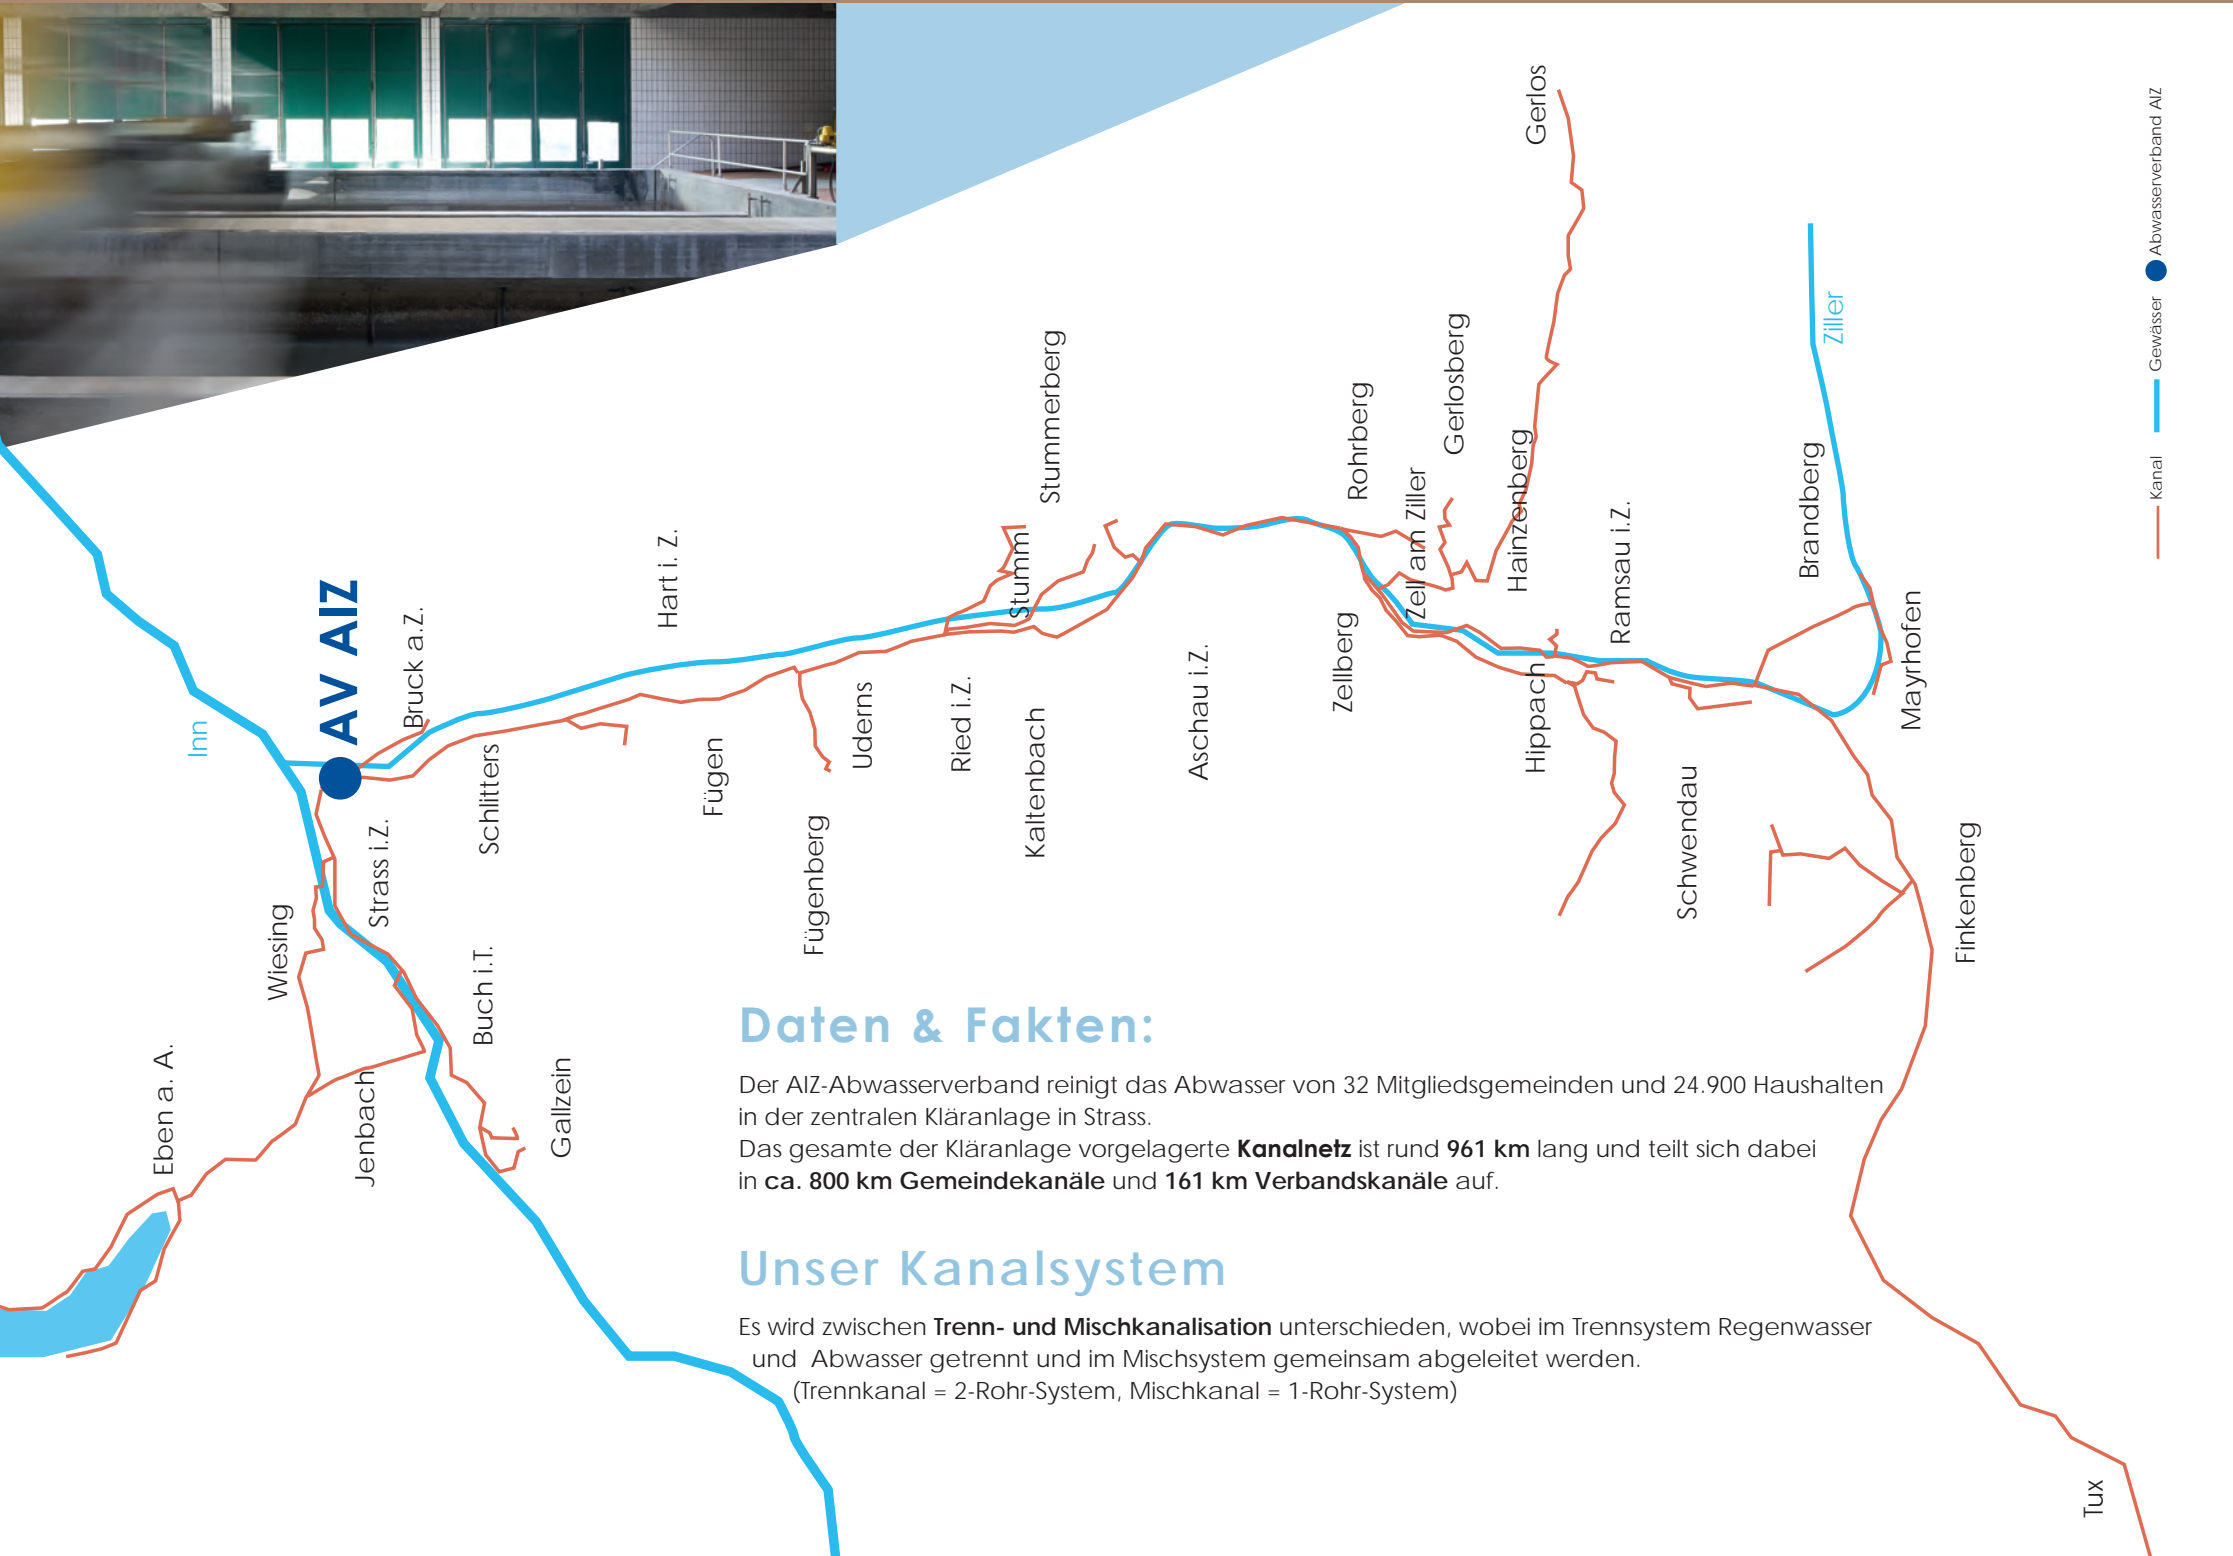 Gerlos
Abwasserverband AIZ
Gewässer
Kanal
Ziller
Gerlosberg
Stummerberg
Rohrberg
Hainzenberg
Brandberg
Zell am Ziller
Ramsau i.Z.
Hart i. Z.
Stumm
AV AIZ
Bruck a.Z.
Mayrhofen
Zellberg
Inn
Schlitters
Fügen
Uderns
Ried i.Z.
Kaltenbach
Aschau i.Z.
Hippach
Schwendau
Strass i.Z.
Fügenberg
Finkenberg
Wiesing
Buch i.T.
Gallzein
Eben a. A.
Jenbach
Daten & Fakten:
Der AIZ-Abwasserverband reinigt das Abwasser von 32 Mitgliedsgemeinden und 24.900 Haushalten
in der zentralen Kläranlage in Strass.
Das gesamte der Kläranlage vorgelagerte Kanalnetz ist rund 961 km lang und teilt sich dabei
in ca. 800 km Gemeindekanäle und 161 km Verbandskanäle auf.
Unser Kanalsystem
Es wird zwischen Trenn- und Mischkanalisation unterschieden, wobei im Trennsystem Regenwasser
und Abwasser getrennt und im Mischsystem gemeinsam abgeleitet werden.
(Trennkanal = 2-Rohr-System, Mischkanal = 1-Rohr-System)
Tux